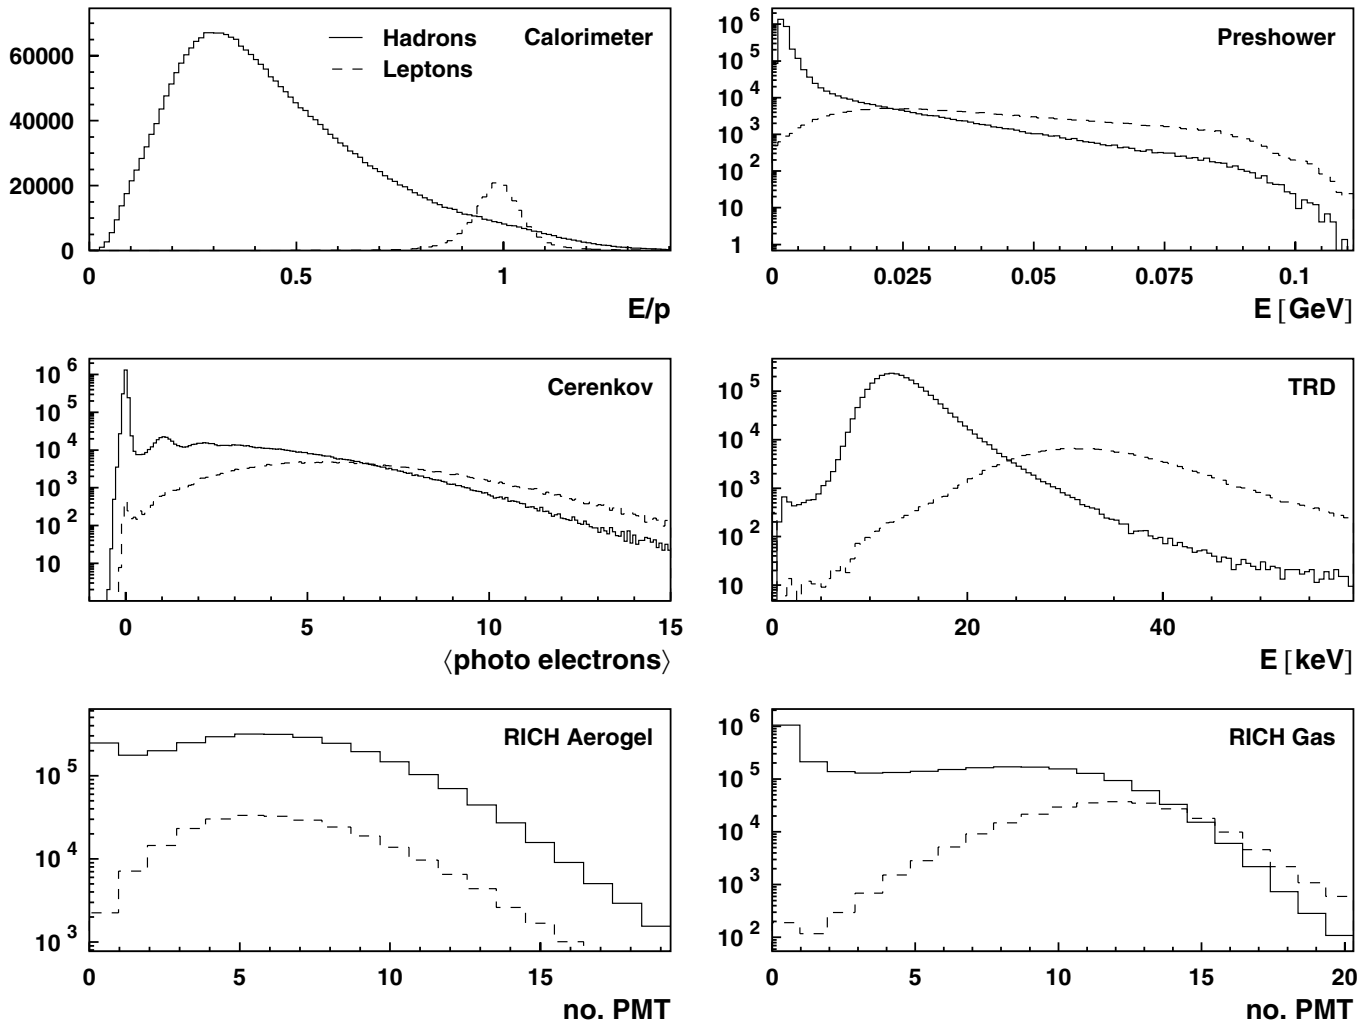 Hadrons
Leptons
Calorimeter
60000
40000
20000
0
0 0.5 1
E/p
Preshower
10^6
10^5
10^4
10^3
10^2
10
1
0 0.025 0.05 0.075 0.1
E [GeV]
Cerenkov
10^6
10^5
10^4
10^3
10^2
10
0 5 10 15
⟨photo electrons⟩
TRD
10^5
10^4
10^3
10^2
10
0 20 40
E [keV]
RICH Aerogel
10^5
10^4
10^3
0 5 10 15
no. PMT
RICH Gas
10^6
10^5
10^4
10^3
10^2
0 5 10 15 20
no. PMT